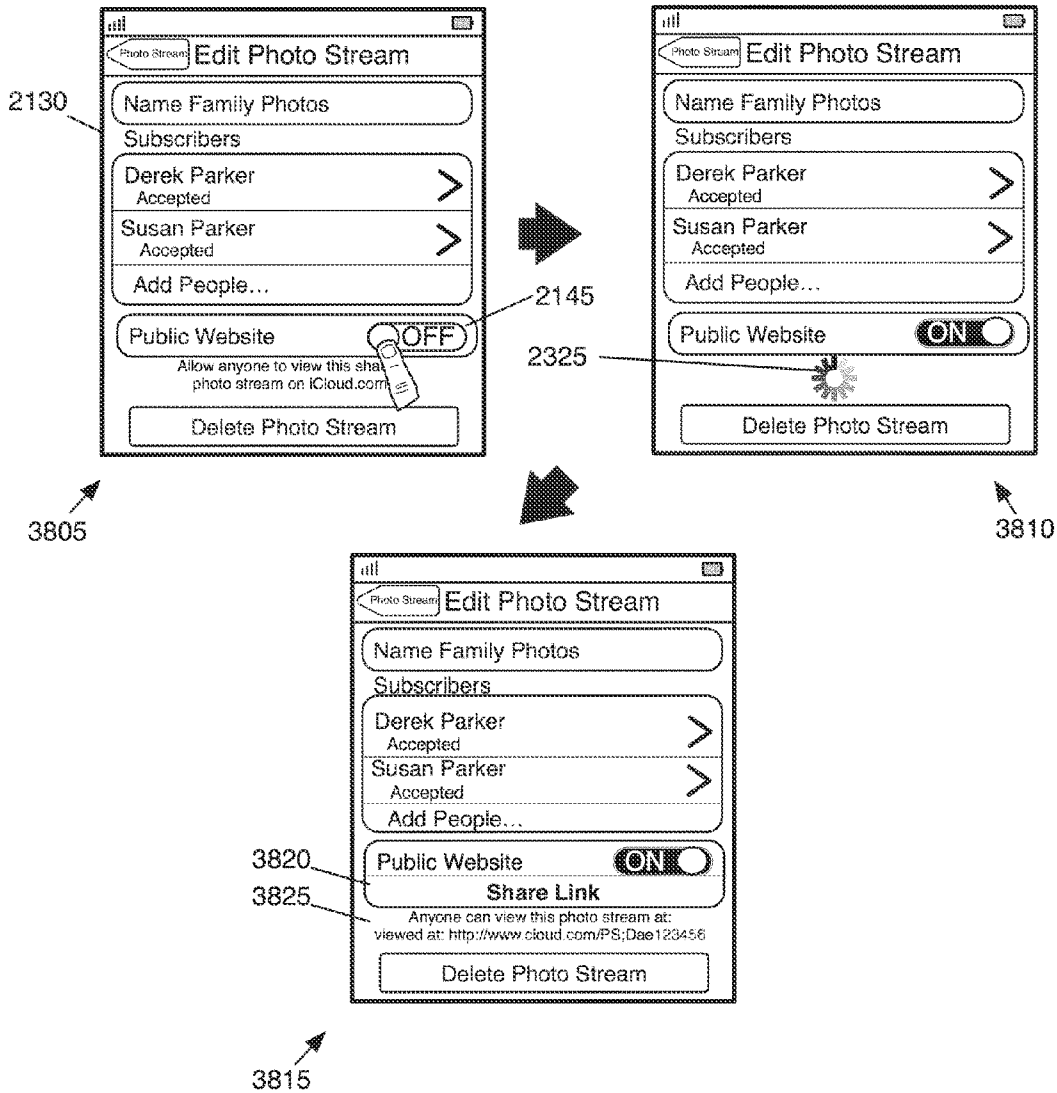 Photo Stream Edit Photo Stream
2130
Name Family Photos
Subscribers
Derek Parker
Accepted
Susan Parker
Accepted
Add People...
2145
Public Website OFF
Allow anyone to view this sha
photo stream on iCloud.com
Delete Photo Stream
3805
Photo Stream Edit Photo Stream
Name Family Photos
Subscribers
Derek Parker
Accepted
Susan Parker
Accepted
Add People...
Public Website ON
2325
Delete Photo Stream
3810
Photo Stream Edit Photo Stream
Name Family Photos
Subscribers
Derek Parker
Accepted
Susan Parker
Accepted
Add People...
3820
Public Website ON
Share Link
3825
Anyone can view this photo stream at:
viewed at: http://www.cloud.com/PS;Dae123456
Delete Photo Stream
3815